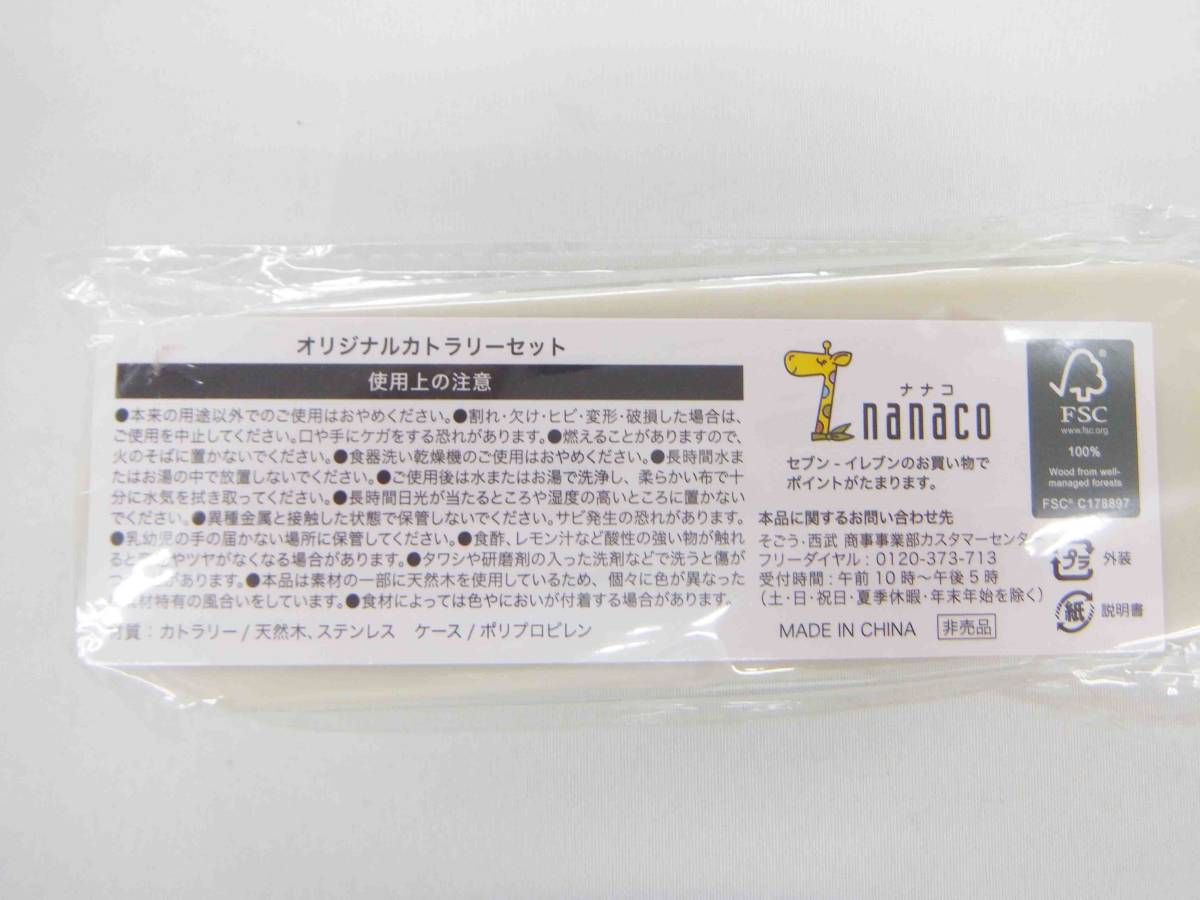 オリジナルカトラリーセット
使用上の注意
●本来の用途以外でのご使用はおやめください。●割れ・欠け・ヒビ・変形・破損した場合は、
ご使用を中止してください。口や手にケガをする恐れがあります。●燃えることがありますので、
火のそばに置かないでください。●食器洗い乾燥機のご使用はおやめください。●長時間水ま
たはお湯の中で放置しないでください。●ご使用後は水またはお湯で洗浄し、柔らかい布で十
分に水気を拭き取ってください。●長時間日光が当たるところや湿度の高いところに置かない
でください。●異種金属と接触した状態で保管しないでください。サビ発生の恐れがあります。
●乳幼児の手の届かない場所に保管してください。●食酢、レモン汁など酸性の強い物が触れ
ると やツヤがなくなる場合があります。●タワシや研磨剤の入った洗剤などで洗うと傷が
つ があります。●本品は素材の一部に天然木を使用しているため、個々に色が異なった
材特有の風合いをしています。●食材によっては色やにおいが付着する場合があります。
材質：カトラリー/天然木、ステンレス ケース/ポリプロピレン
ナナコ
nanaco
セブン-イレブンのお買い物で
ポイントがたまります。
本品に関するお問い合わせ先
そごう・西武 商事事業部カスタマーセンター
フリーダイヤル：0120-373-713
受付時間：午前10時〜午後5時
（土・日・祝日・夏季休暇・年末年始を除く）
MADE IN CHINA 非売品
FSC
www.fsc.org
100%
Wood from well-
managed forests
FSC® C178897
プラ 外装
紙 説明書